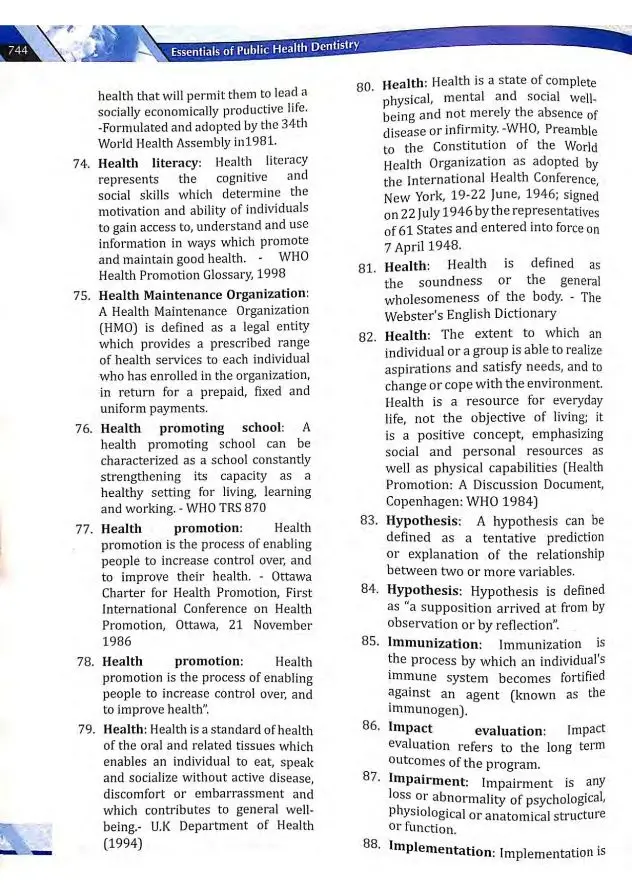 744
Essentials of Public Health Dentistry
health that will permit them to lead a
socially economically productive life.
-Formulated and adopted by the 34th
World Health Assembly in1981.
74. Health literacy: Health literacy
represents the cognitive and
social skills which determine the
motivation and ability of individuals
to gain access to, understand and use
information in ways which promote
and maintain good health. - WHO
Health Promotion Glossary, 1998
75. Health Maintenance Organization:
A Health Maintenance Organization
(HMO) is defined as a legal entity
which provides a prescribed range
of health services to each individual
who has enrolled in the organization,
in return for a prepaid, fixed and
uniform payments.
76. Health promoting school: A
health promoting school can be
characterized as a school constantly
strengthening its capacity as a
healthy setting for living, learning
and working. - WHO TRS 870
77. Health promotion: Health
promotion is the process of enabling
people to increase control over, and
to improve their health. - Ottawa
Charter for Health Promotion, First
International Conference on Health
Promotion, Ottawa, 21 November
1986
78. Health promotion: Health
promotion is the process of enabling
people to increase control over, and
to improve health”.
79. Health: Health is a standard of health
of the oral and related tissues which
enables an individual to eat, speak
and socialize without active disease,
discomfort or embarrassment and
which contributes to general well-
being.- U.K Department of Health
(1994)
80. Health: Health is a state of complete
physical, mental and social well-
being and not merely the absence of
disease or infirmity. -WHO, Preamble
to the Constitution of the World
Health Organization as adopted by
the International Health Conference,
New York, 19-22 June, 1946; signed
on 22 July 1946 by the representatives
of 61 States and entered into force on
7 April 1948.
81. Health: Health is defined as
the soundness or the general
wholesomeness of the body. - The
Webster's English Dictionary
82. Health: The extent to which an
individual or a group is able to realize
aspirations and satisfy needs, and to
change or cope with the environment.
Health is a resource for everyday
life, not the objective of living; it
is a positive concept, emphasizing
social and personal resources as
well as physical capabilities (Health
Promotion: A Discussion Document,
Copenhagen: WHO 1984)
83. Hypothesis: A hypothesis can be
defined as a tentative prediction
or explanation of the relationship
between two or more variables.
84. Hypothesis: Hypothesis is defined
as “a supposition arrived at from by
observation or by reflection”.
85. Immunization: Immunization is
the process by which an individual's
immune system becomes fortified
against an agent (known as the
immunogen).
86. Impact evaluation: Impact
evaluation refers to the long term
outcomes of the program.
87. Impairment: Impairment is any
loss or abnormality of psychological,
physiological or anatomical structure
or function.
88. Implementation: Implementation is